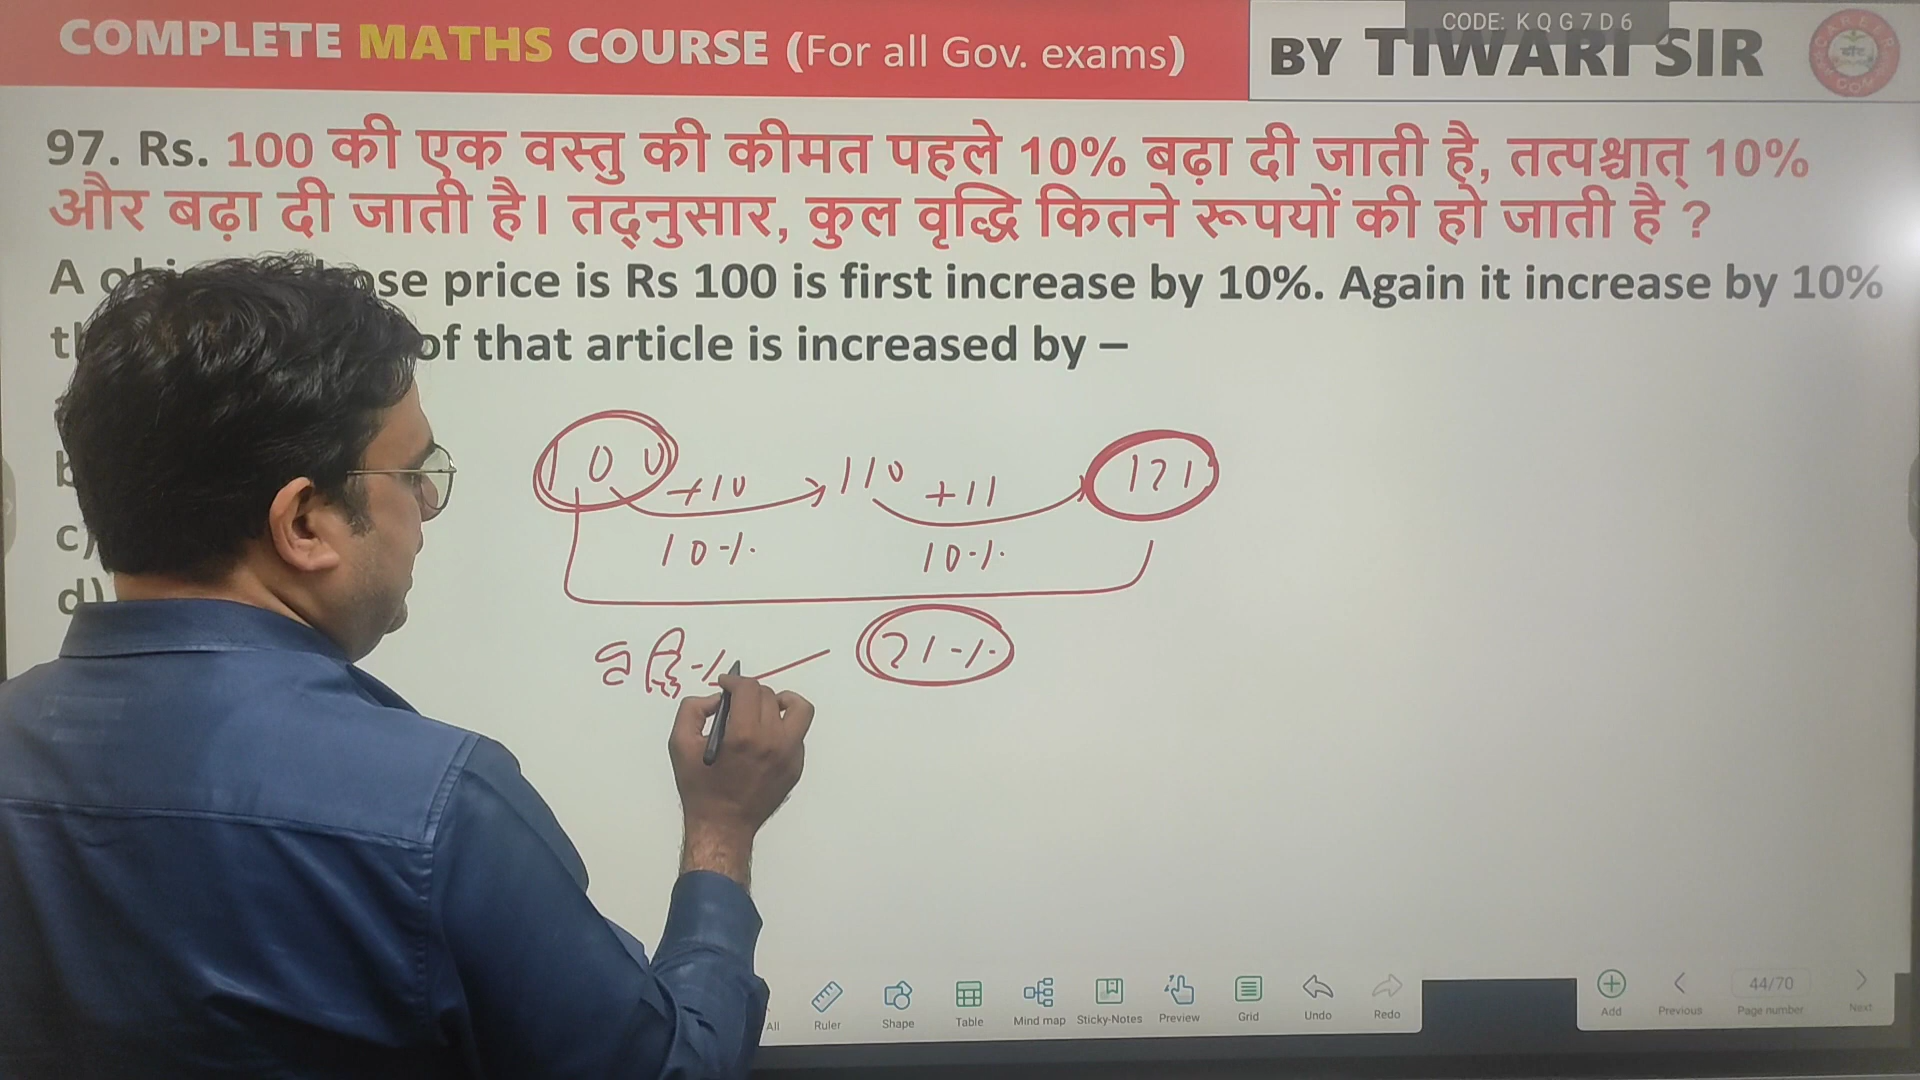 COMPLETE MATHS COURSE (For all Gov. exams)
BY TIWARI SIR
CODE: KQG7D6
97. Rs. 100 की एक वस्तु की कीमत पहले 10% बढ़ा दी जाती है, तत्पश्चात् 10%
और बढ़ा दी जाती है। तद्नुसार, कुल वृद्धि कितने रूपयों की हो जाती है ?
A price is Rs 100 is first increase by 10%. Again it increase by 10%
of that article is increased by –
c)
d)
100 +10 110 +11 121
10% 10%
वृद्धि % 21%
All Ruler Shape Table Mind map Sticky-Notes Preview Grid Undo Redo
Add Previous 44/70 Page number Next